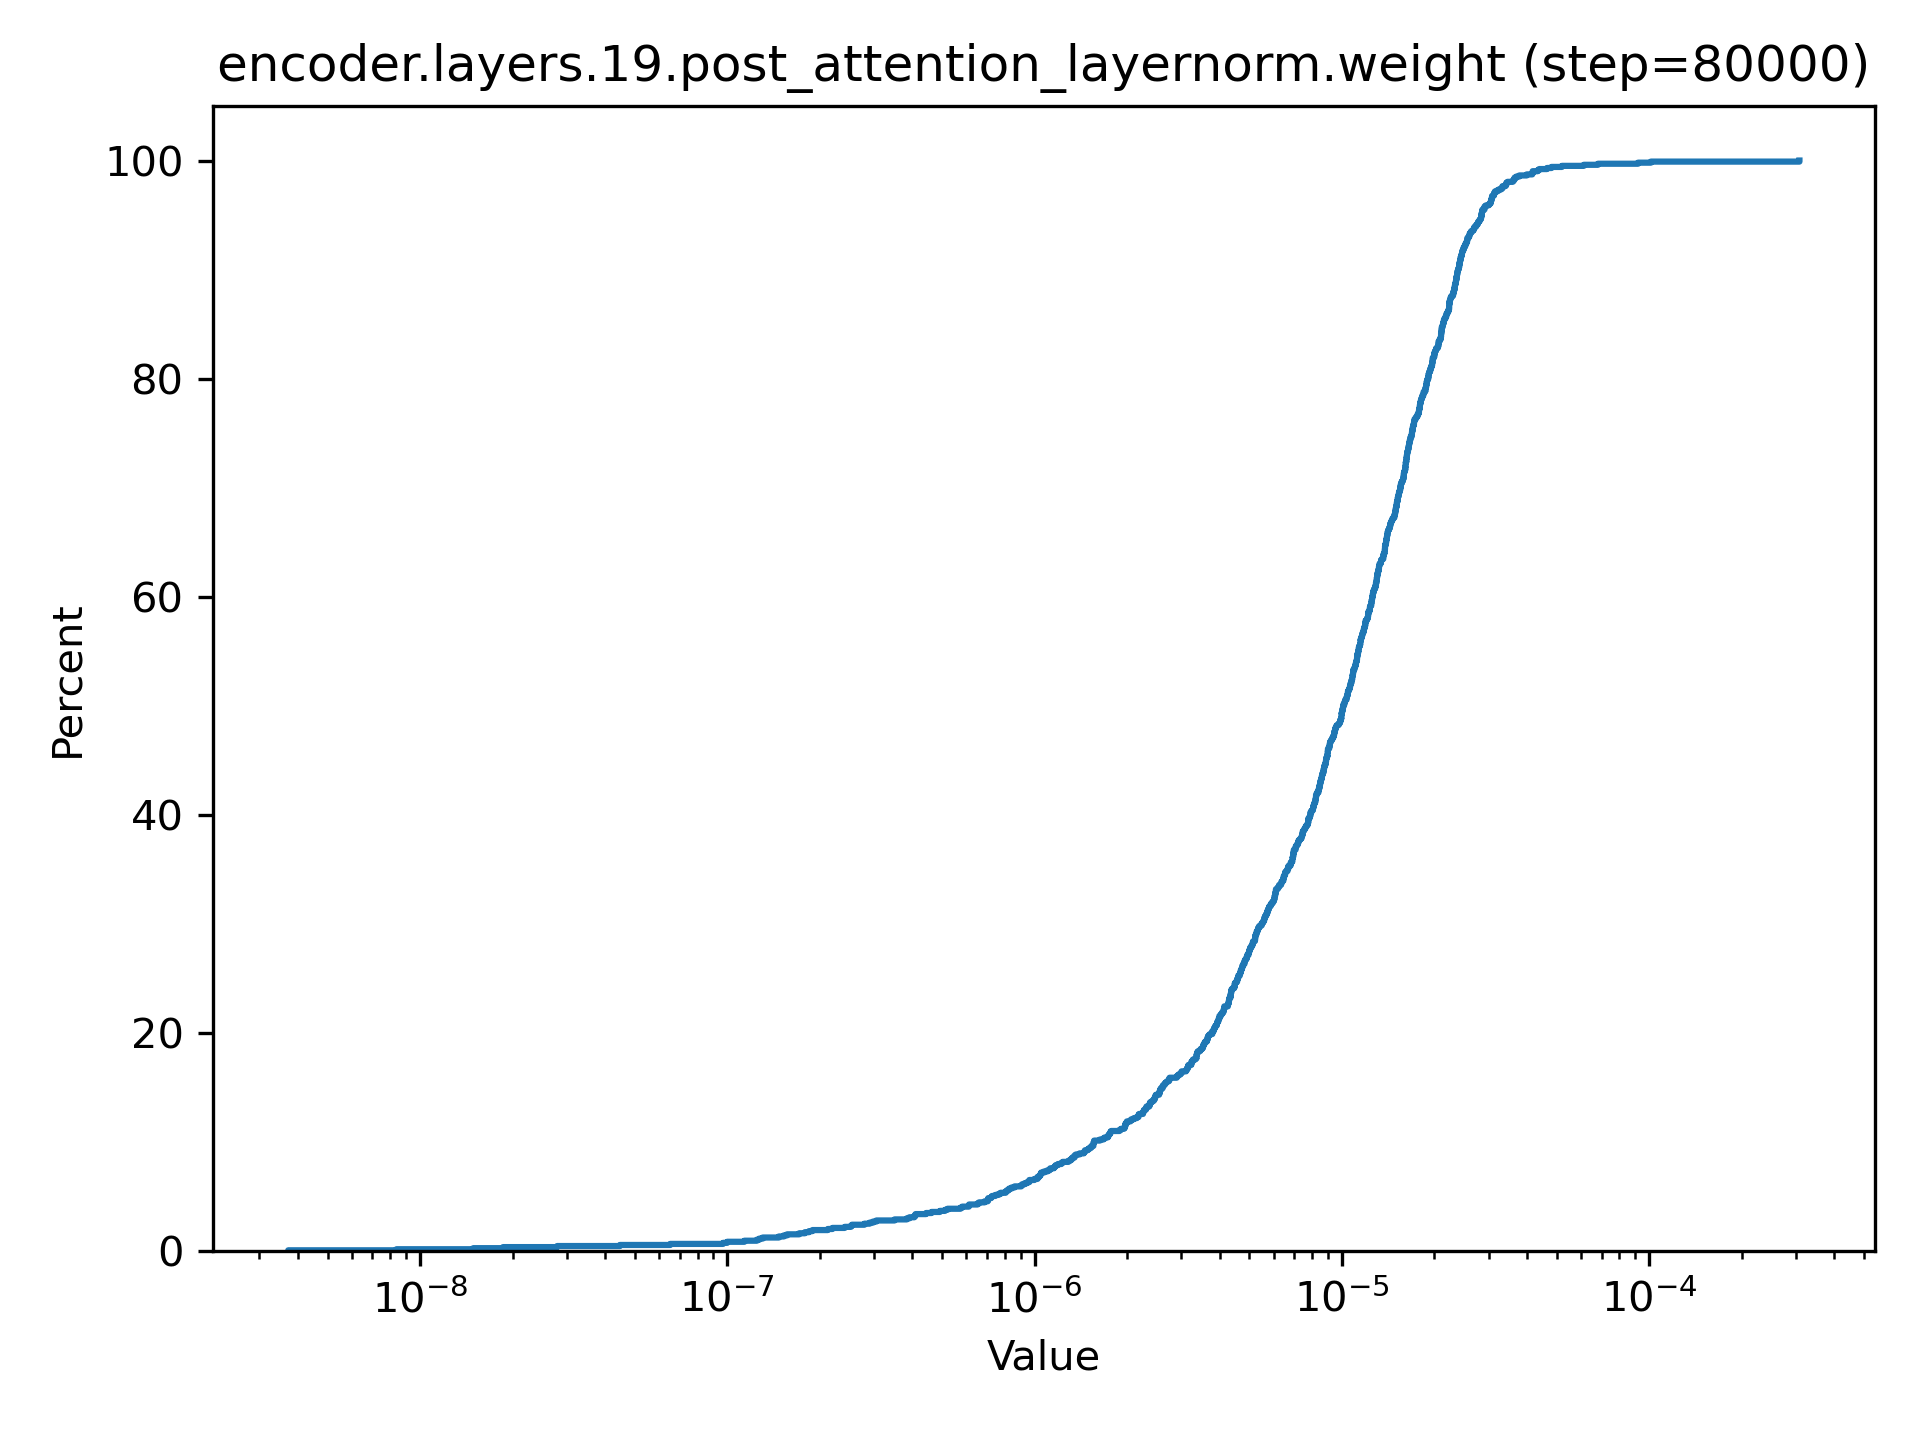 encoder.layers.19.post_attention_layernorm.weight (step=80000)
Percent
100
80
60
40
20
0
10⁻⁸ 10⁻⁷ 10⁻⁶ 10⁻⁵ 10⁻⁴
Value